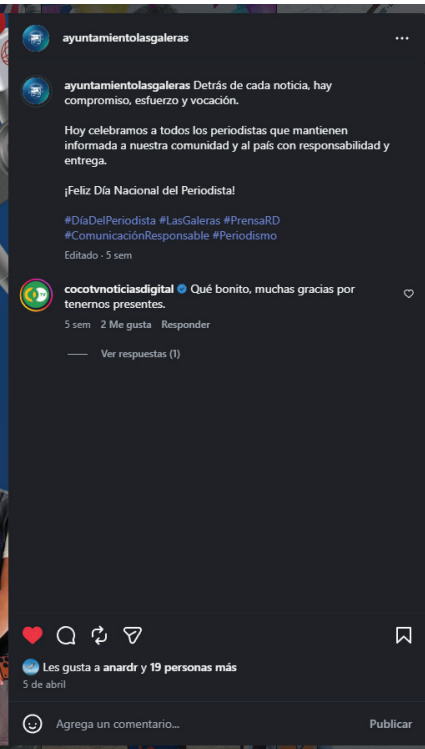 ayuntamientolasgaleras
ayuntamientolasgaleras Detrás de cada noticia, hay
compromiso, esfuerzo y vocación.
Hoy celebramos a todos los periodistas que mantienen
informada a nuestra comunidad y al país con responsabilidad y
entrega.
¡Feliz Día Nacional del Periodista!
#DíaDelPeriodista #LasGaleras #PrensaRD
#ComunicaciónResponsable #Periodismo
Editado · 5 sem
cocotvnoticiasdigital Qué bonito, muchas gracias por
tenernos presentes.
5 sem 2 Me gusta Responder
Ver respuestas (1)
Les gusta a anardr y 19 personas más
5 de abril
Agrega un comentario... Publicar